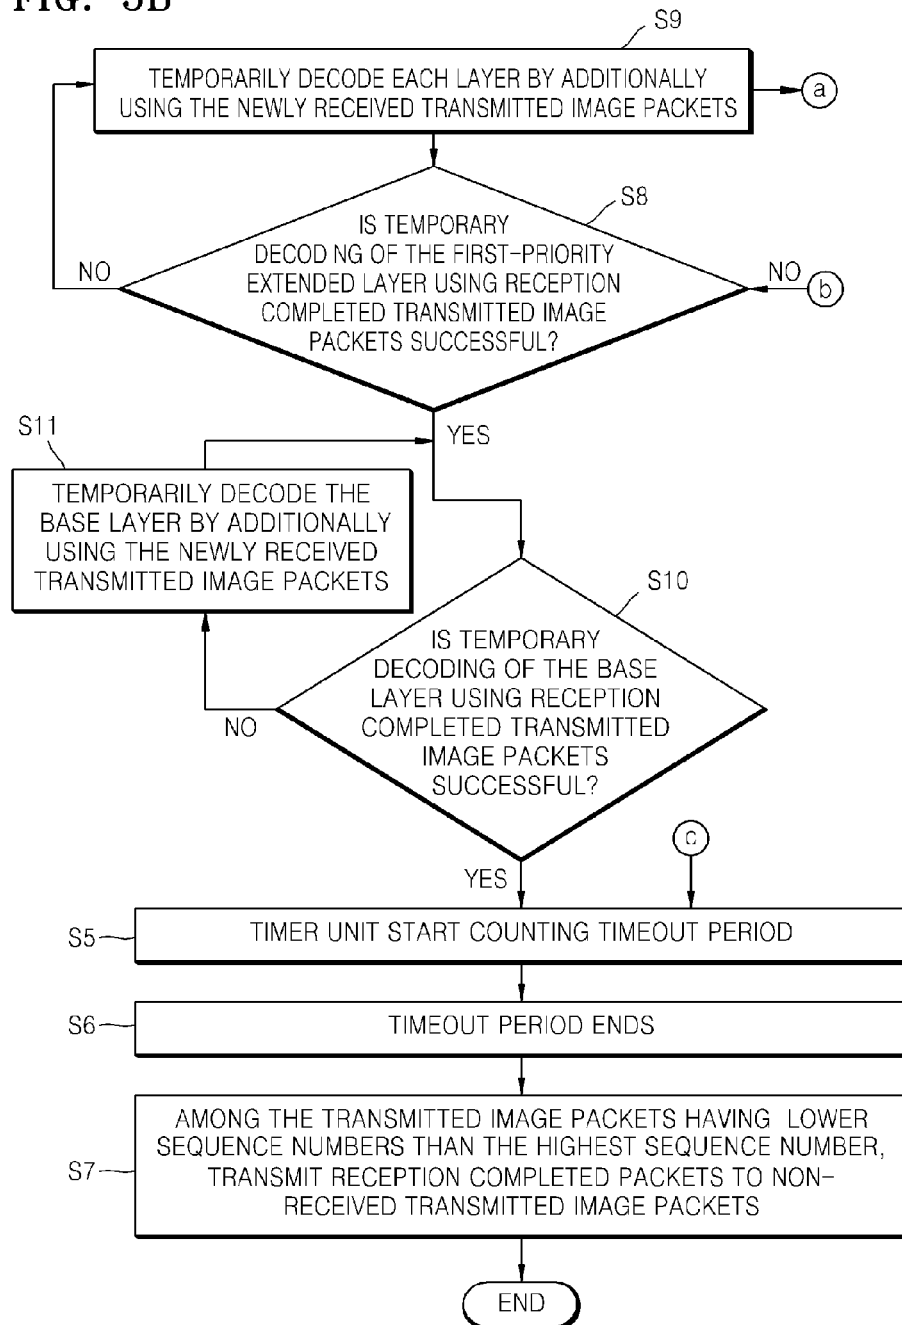 FIG. 5B
S9
TEMPORARILY DECODE EACH LAYER BY ADDITIONALLY
USING THE NEWLY RECEIVED TRANSMITTED IMAGE PACKETS
a
S8
IS TEMPORARY
DECODING OF THE FIRST-PRIORITY
EXTENDED LAYER USING RECEPTION
COMPLETED TRANSMITTED IMAGE
PACKETS SUCCESSFUL?
NO
NO
b
S11
YES
TEMPORARILY DECODE THE
BASE LAYER BY ADDITIONALLY
USING THE NEWLY RECEIVED
TRANSMITTED IMAGE PACKETS
S10
IS TEMPORARY
DECODING OF THE BASE
LAYER USING RECEPTION
COMPLETED TRANSMITTED
IMAGE PACKETS
SUCCESSFUL?
NO
c
YES
S5
TIMER UNIT START COUNTING TIMEOUT PERIOD
S6
TIMEOUT PERIOD ENDS
S7
AMONG THE TRANSMITTED IMAGE PACKETS HAVING LOWER
SEQUENCE NUMBERS THAN THE HIGHEST SEQUENCE NUMBER,
TRANSMIT RECEPTION COMPLETED PACKETS TO NON-
RECEIVED TRANSMITTED IMAGE PACKETS
END